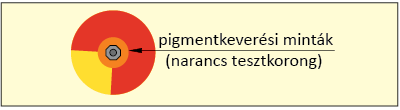 pigmentkeverési minták
(narancs tesztkorong)